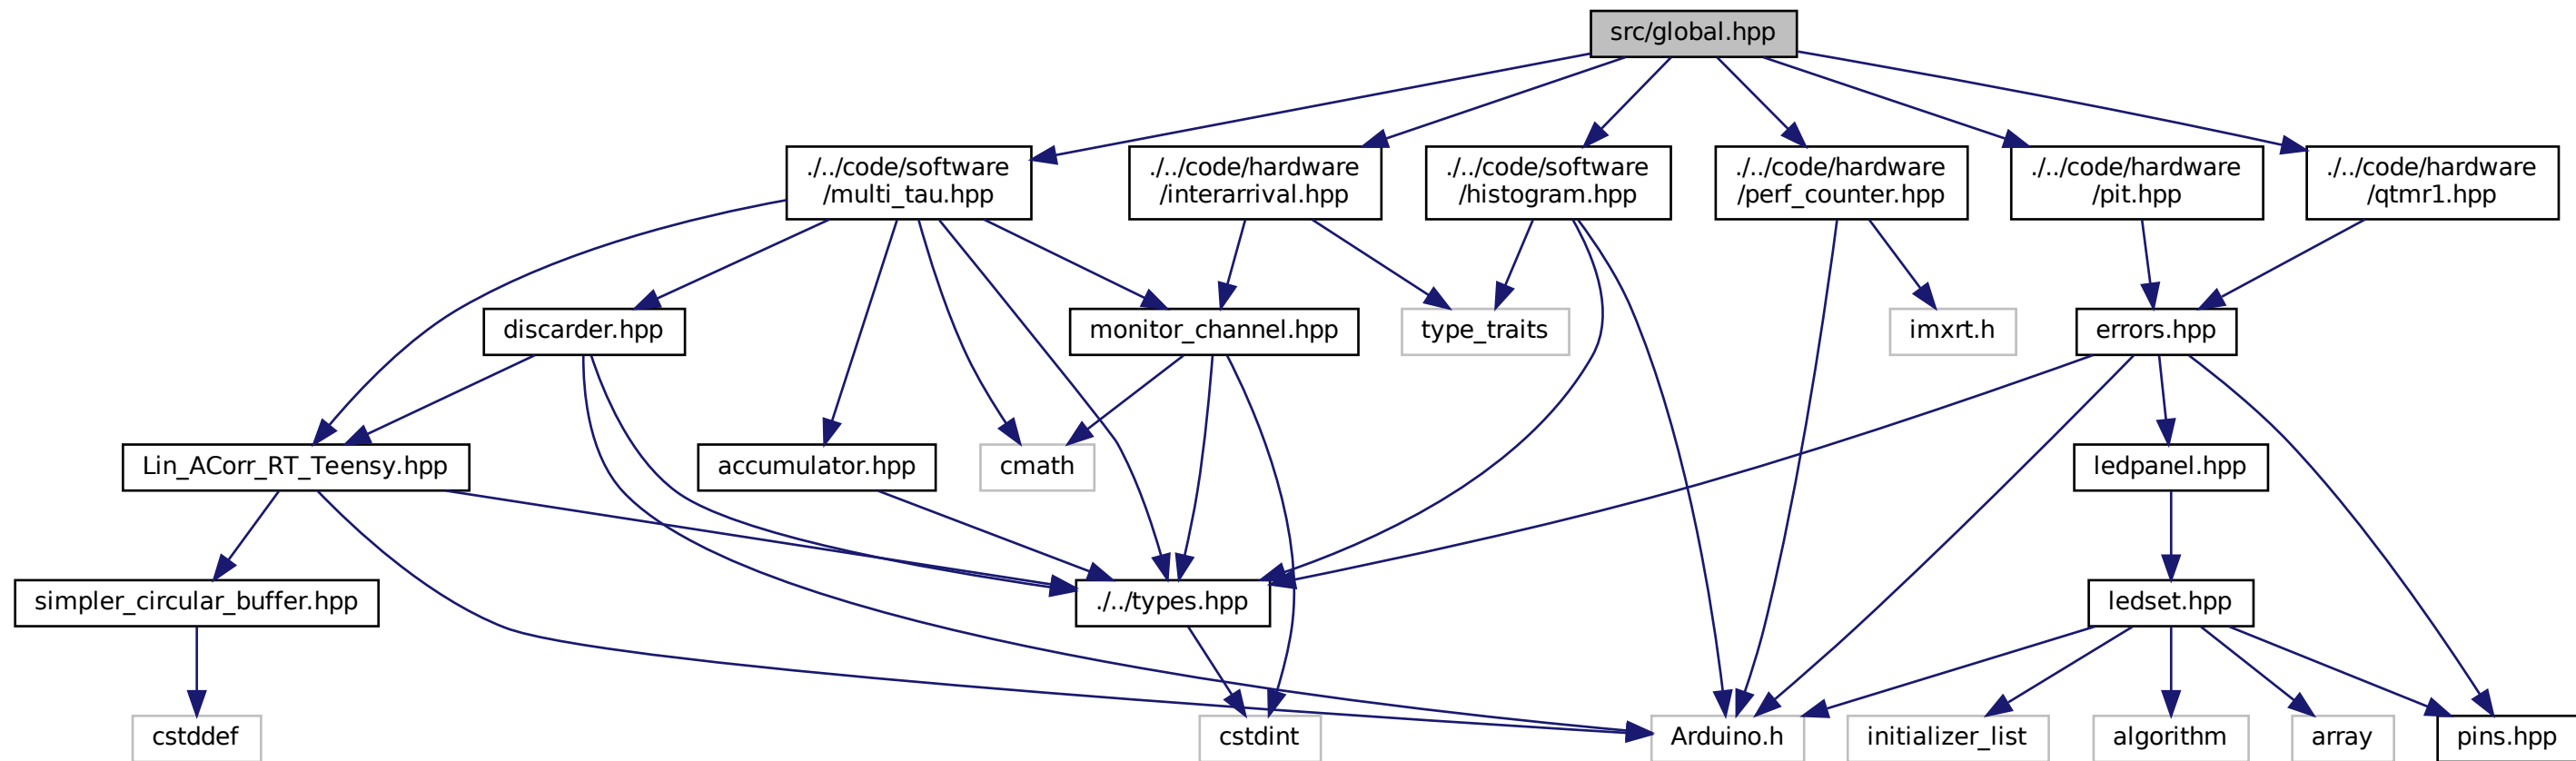 src/global.hpp
./../code/software
/multi_tau.hpp
./../code/hardware
/interarrival.hpp
./../code/software
/histogram.hpp
./../code/hardware
/perf_counter.hpp
./../code/hardware
/pit.hpp
./../code/hardware
/qtmr1.hpp
discarder.hpp
monitor_channel.hpp
type_traits
imxrt.h
errors.hpp
Lin_ACorr_RT_Teensy.hpp
accumulator.hpp
cmath
ledpanel.hpp
simpler_circular_buffer.hpp
./../types.hpp
ledset.hpp
cstddef
cstdint
Arduino.h
initializer_list
algorithm
array
pins.hpp